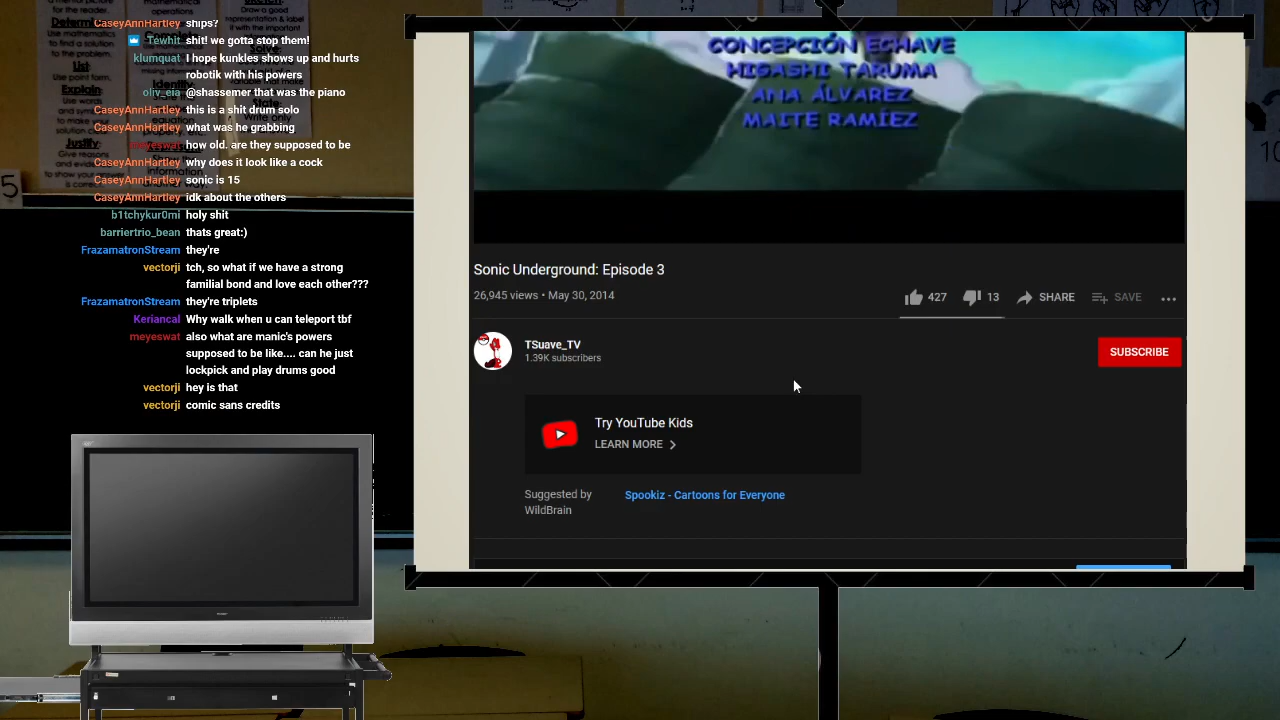 CaseyAnnHartley ships?
Tewhit shit! we gotta stop them!
klumquat I hope kunkles shows up and hurts
robotik with his powers
oliv_eia @shassemer that was the piano
CaseyAnnHartley this is a shit drum solo
CaseyAnnHartley what was he grabbing
meyeswat how old. are they supposed to be
CaseyAnnHartley why does it look like a cock
CaseyAnnHartley sonic is 15
CaseyAnnHartley idk about the others
b1tchykur0mi holy shit
barriertrio_bean thats great:)
FrazamatronStream they're
vectorji tch, so what if we have a strong
familial bond and love each other???
FrazamatronStream they're triplets
Keriancal Why walk when u can teleport tbf
meyeswat also what are manic's powers
supposed to be like.... can he just
lockpick and play drums good
vectorji hey is that
vectorji comic sans credits
CONCEPCIÓN ECHAVE
HIGASHI TARUMA
ANA ÁLVAREZ
MAITE RAMÍEZ
Sonic Underground: Episode 3
26,945 views • May 30, 2014
427 13 SHARE SAVE
TSuave_TV
1.39K subscribers
SUBSCRIBE
Try YouTube Kids
LEARN MORE
Suggested by
WildBrain
Spookiz - Cartoons for Everyone
Explain:
Justify:
List:
5
10